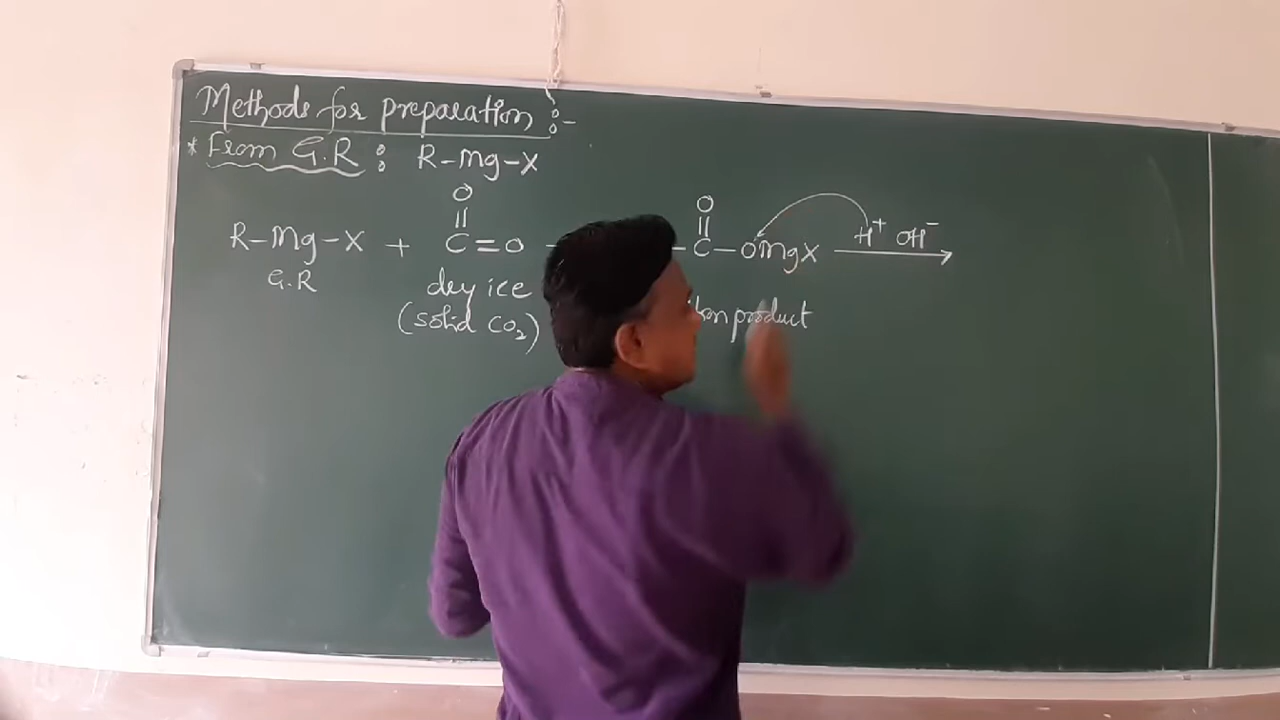 Methods for preparation :-
* From G.R : R-Mg-X
O O
|| ||
R-Mg-X + C=O - -C-OMgX H⁺ OH⁻ →
G.R dry ice product
(solid CO₂)